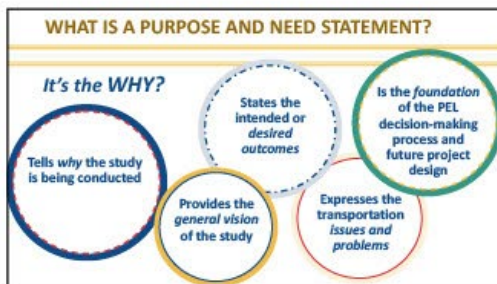 WHAT IS A PURPOSE AND NEED STATEMENT?
It's the WHY?
Tells why the study
is being conducted
Provides the
general vision
of the study
States the
intended or
desired
outcomes
Expresses the
transportation
issues and
problems
Is the foundation
of the PEL
decision-making
process and
future project
design